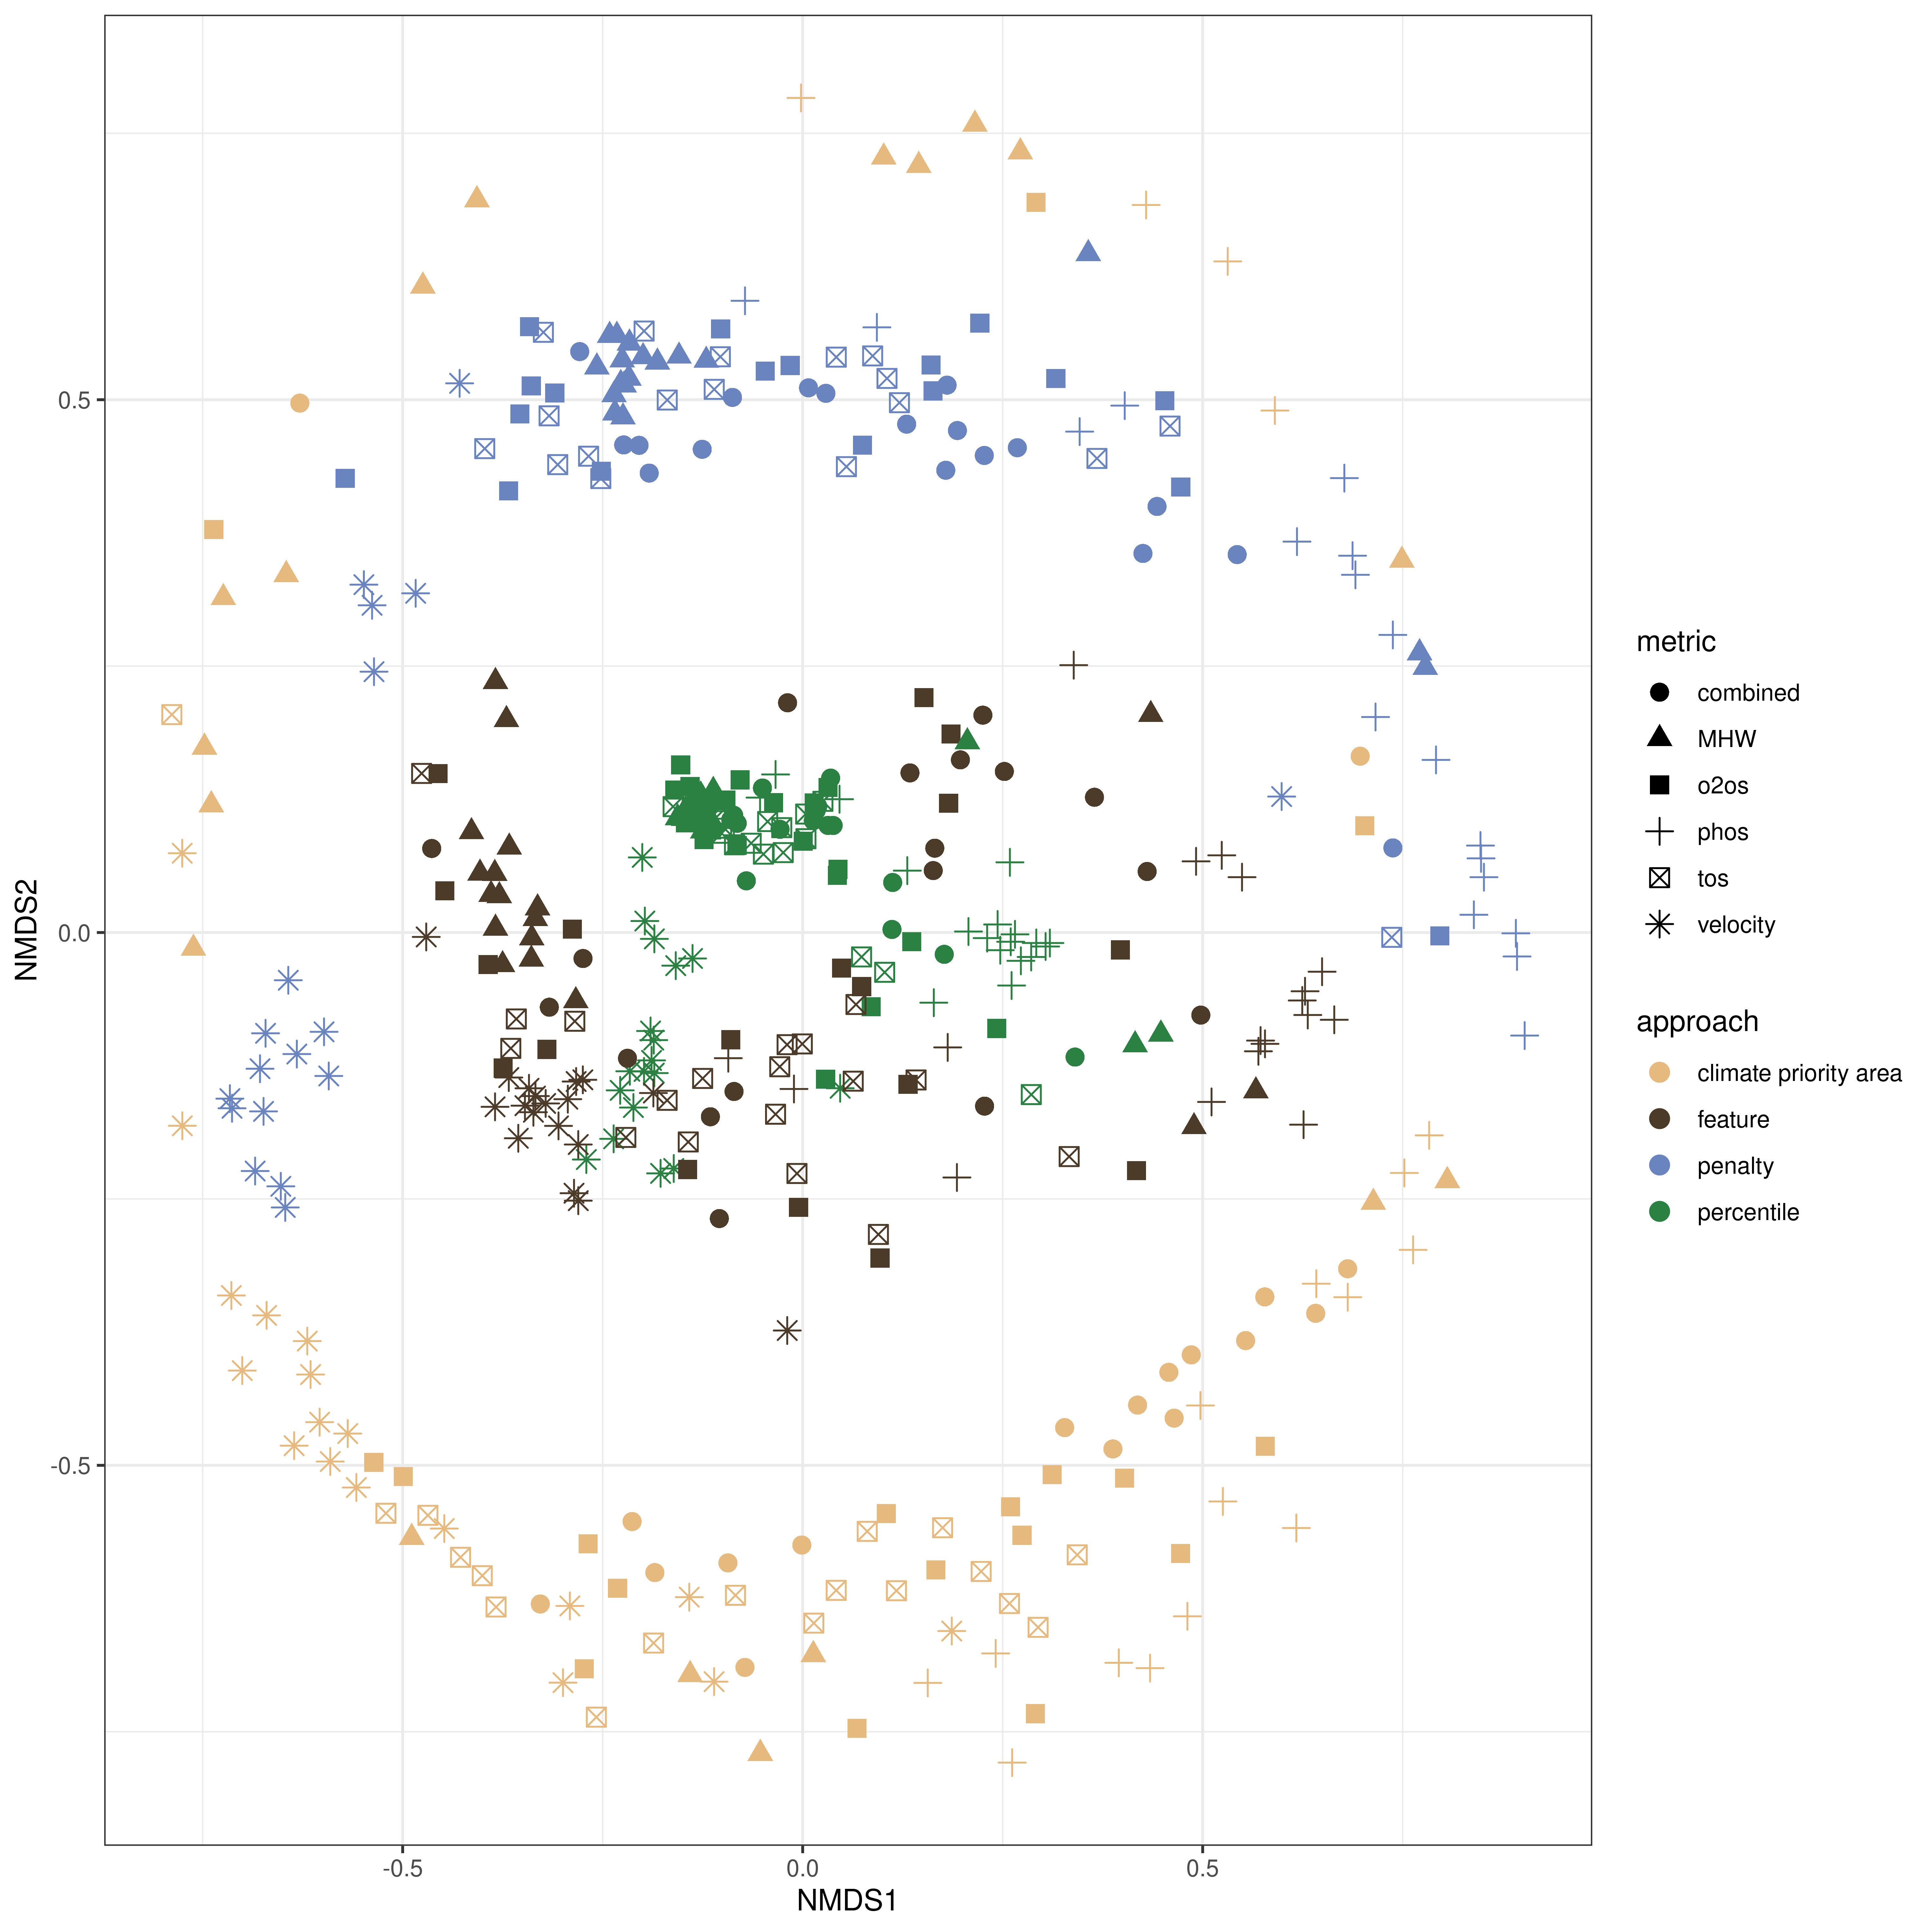 0.5
0.0
-0.5
NMDS2
-0.5
0.0
0.5
NMDS1
metric
combined
MHW
o2os
phos
tos
velocity
approach
climate priority area
feature
penalty
percentile